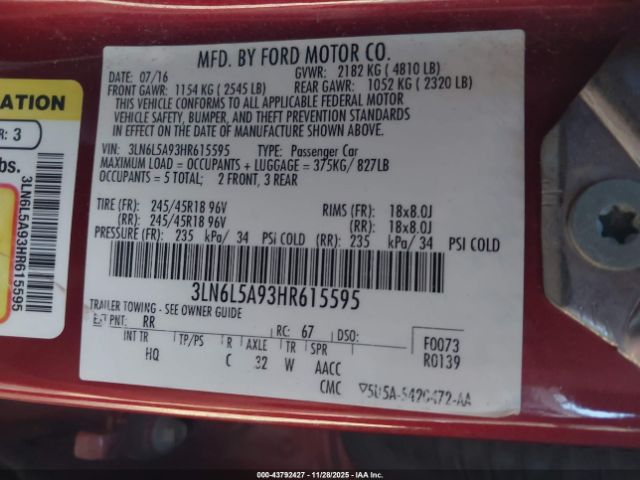 MFD. BY FORD MOTOR CO.
DATE: 07/16 GVWR: 2182 KG ( 4810 LB)
FRONT GAWR: 1154 KG ( 2545 LB) REAR GAWR: 1052 KG ( 2320 LB)
THIS VEHICLE CONFORMS TO ALL APPLICABLE FEDERAL MOTOR
VEHICLE SAFETY, BUMPER, AND THEFT PREVENTION STANDARDS
IN EFFECT ON THE DATE OF MANUFACTURE SHOWN ABOVE.
VIN: 3LN6L5A93HR615595 TYPE: Passenger Car
MAXIMUM LOAD = OCCUPANTS + LUGGAGE = 375KG/ 827LB
OCCUPANTS = 5 TOTAL; 2 FRONT, 3 REAR
TIRE (FR): 245/45R18 96V RIMS (FR): 18x8.0J
(RR): 245/45R18 96V (RR): 18x8.0J
PRESSURE (FR): 235 kPa/ 34 PSI COLD (RR): 235 kPa/ 34 PSI COLD
3LN6L5A93HR615595
TRAILER TOWING - SEE OWNER GUIDE
EXT PNT: RR RC: 67 DSO: F0073
INT TR TP/PS R AXLE TR SPR R0139
HQ C 32 W AACC
CMC 5U5A-5420472-AA
ATION
R: 3
bs.
3LN6L5A93HR615595
000-43792427 - 11/28/2025 - IAAI, Inc.